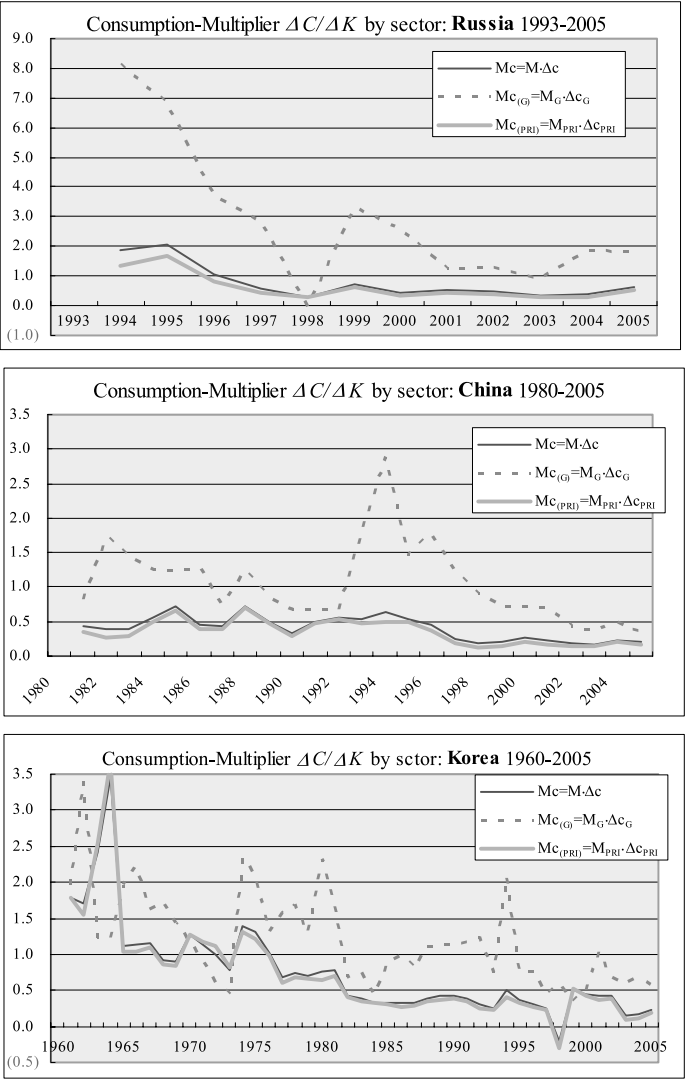 Consumption-Multiplier ΔC/ΔK by sector: Russia 1993-2005
9.0
8.0
7.0
6.0
5.0
4.0
3.0
2.0
1.0
0.0
(1.0)
Mc=M·Δc
Mc(G)=MG·ΔcG
Mc(PRI)=MPRI·ΔcPRI
1993 1994 1995 1996 1997 1998 1999 2000 2001 2002 2003 2004 2005
Consumption-Multiplier ΔC/ΔK by sector: China 1980-2005
3.5
3.0
2.5
2.0
1.5
1.0
0.5
0.0
Mc=M·Δc
Mc(G)=MG·ΔcG
Mc(PRI)=MPRI·ΔcPRI
1980 1982 1984 1986 1988 1990 1992 1994 1996 1998 2000 2002 2004
Consumption-Multiplier ΔC/ΔK by sctor: Korea 1960-2005
3.5
3.0
2.5
2.0
1.5
1.0
0.5
0.0
(0.5)
Mc=M·Δc
Mc(G)=MG·ΔcG
Mc(PRI)=MPRI·ΔcPRI
1960 1965 1970 1975 1980 1985 1990 1995 2000 2005